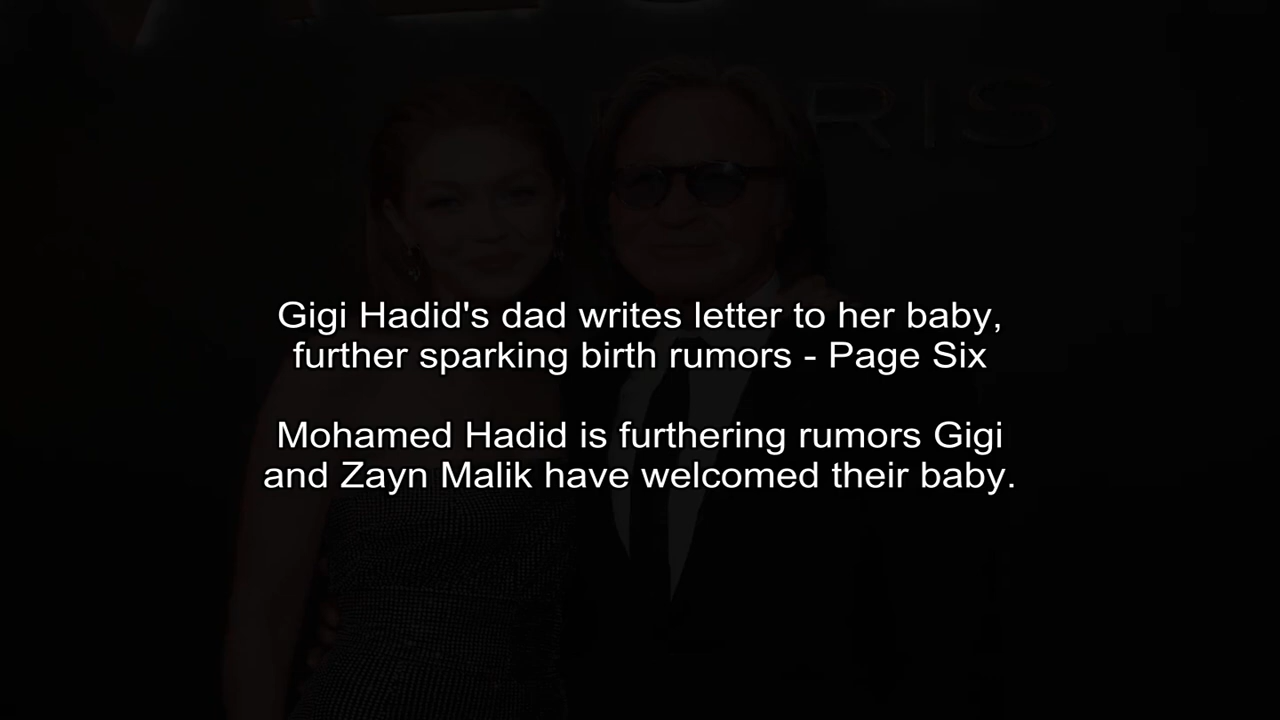 RIS
Gigi Hadid's dad writes letter to her baby,
further sparking birth rumors - Page Six
Mohamed Hadid is furthering rumors Gigi
and Zayn Malik have welcomed their baby.